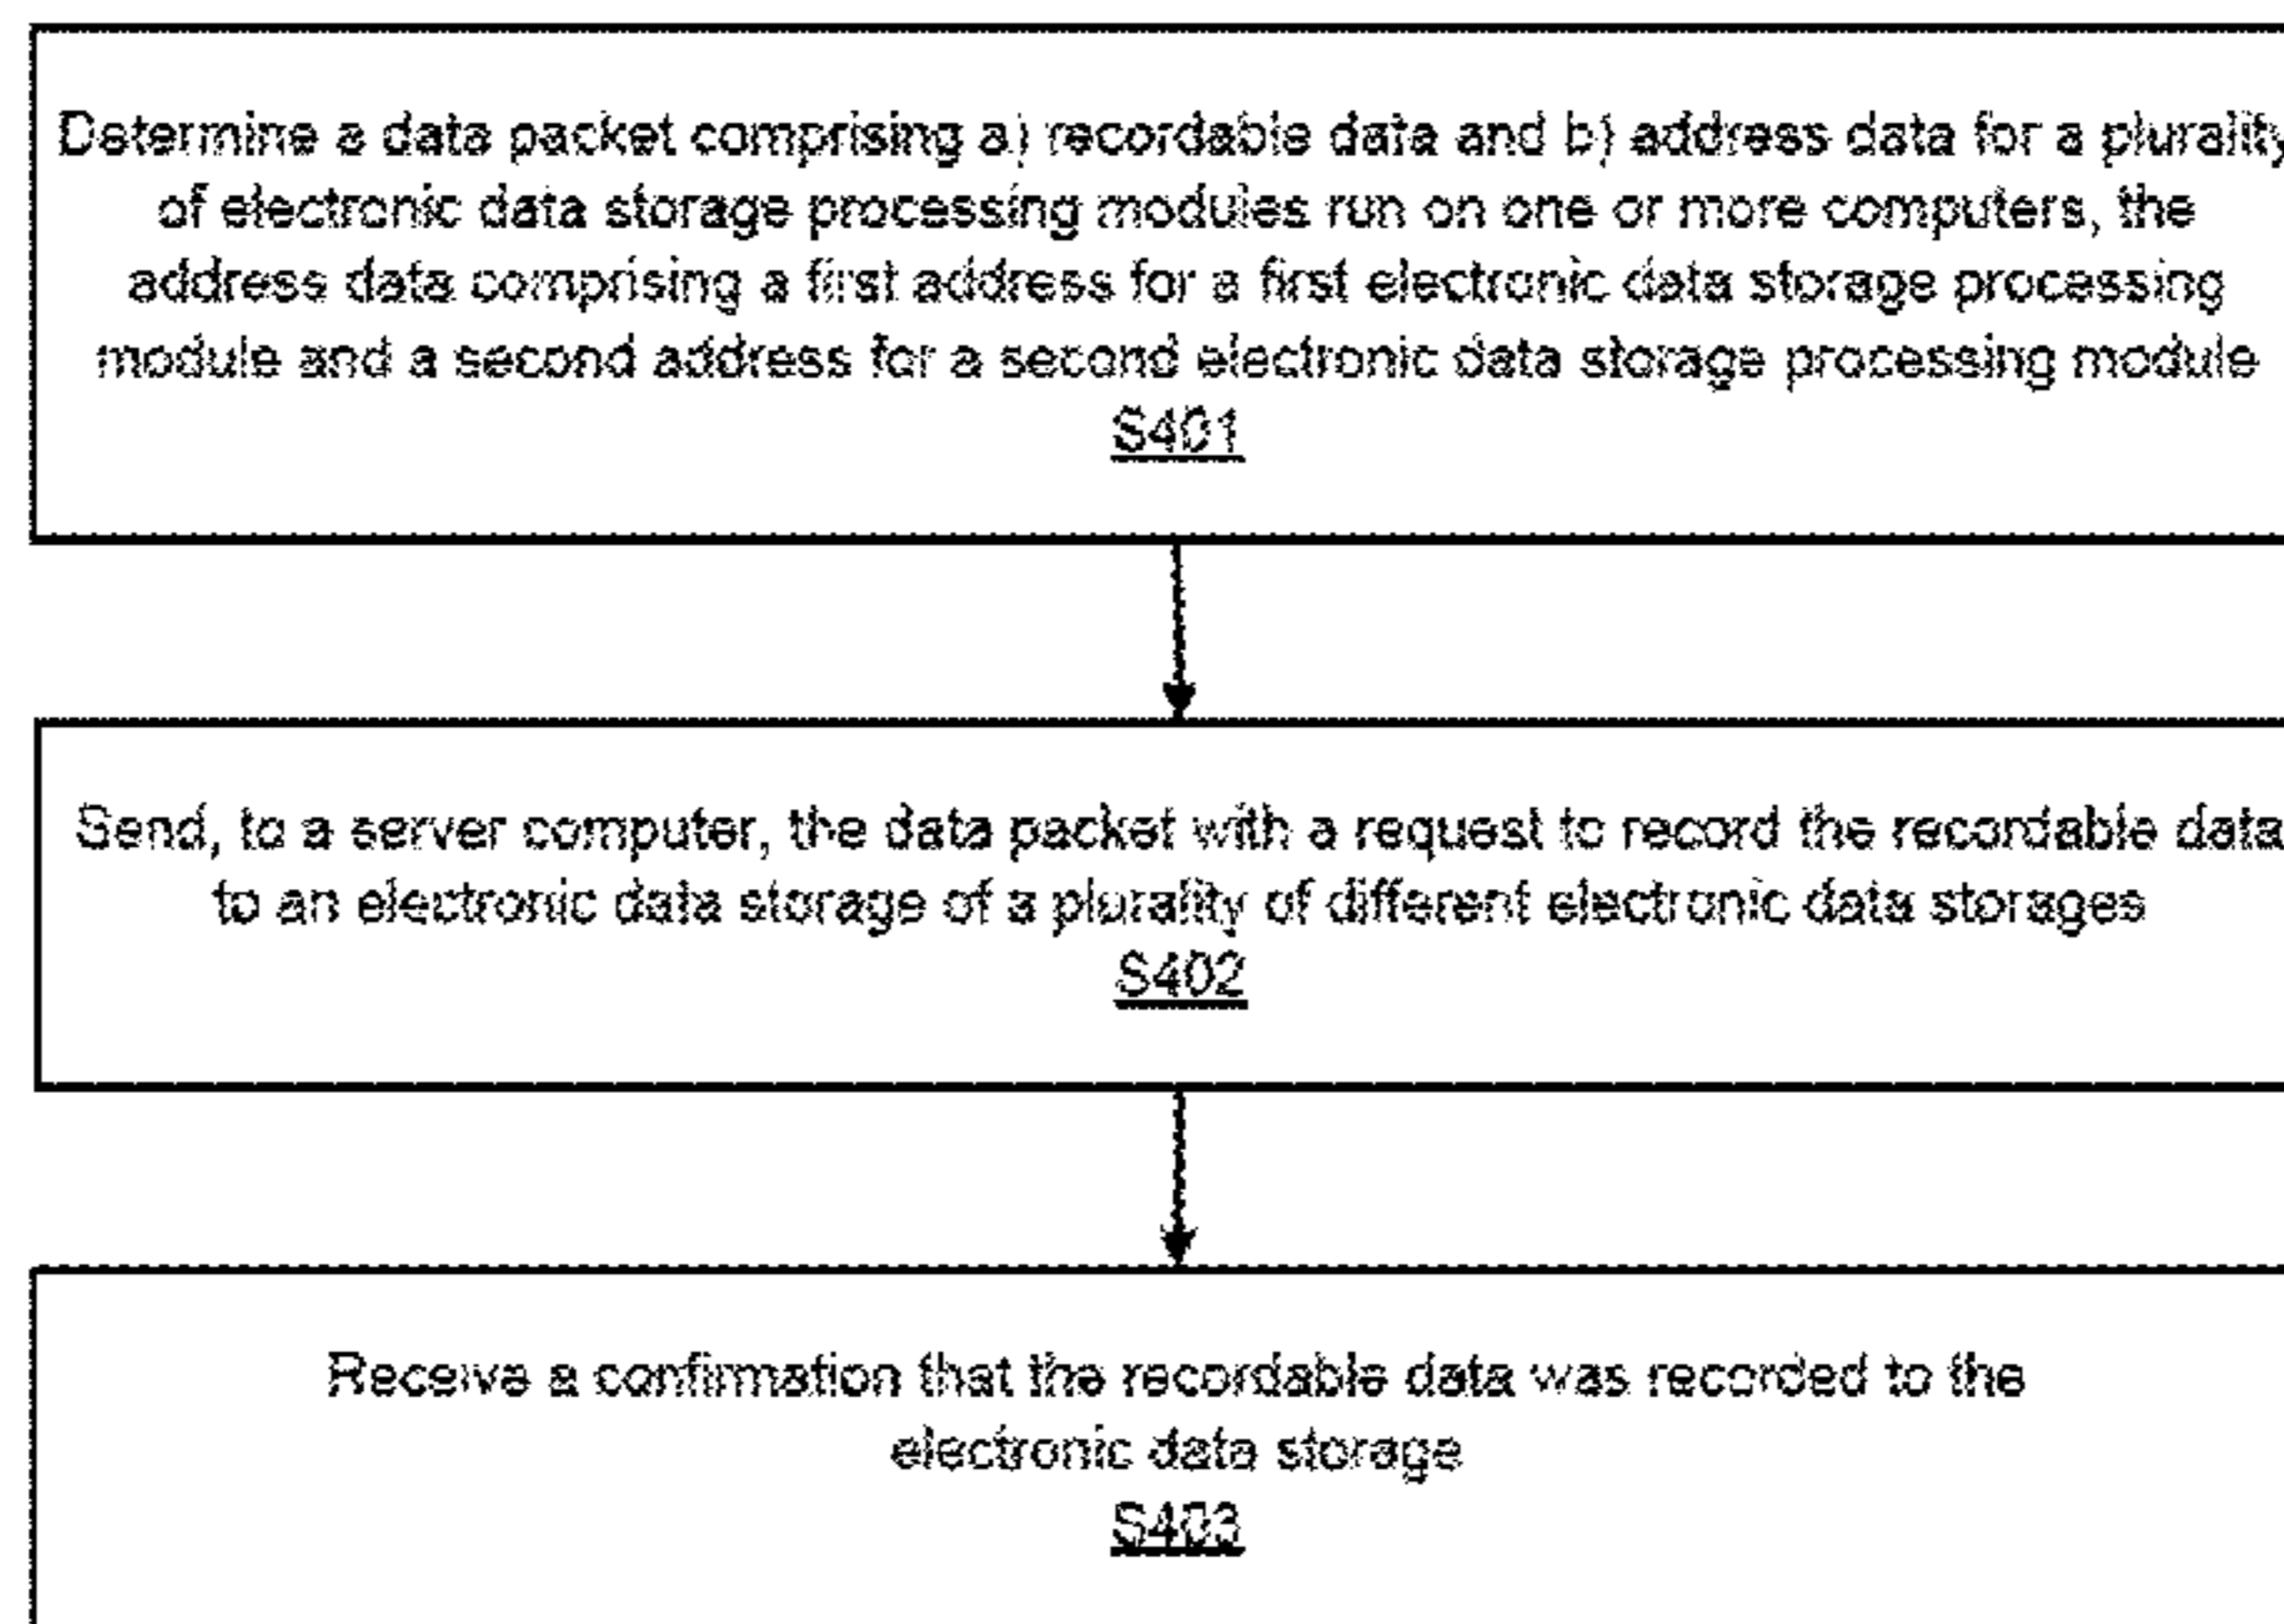 Determine a data packet comprising a) recordable data and b) address data for a plurality
of electronic data storage processing modules run on one or more computers, the
address data comprising a first address for a first electronic data storage processing
module and a second address for a second electronic data storage processing module
S401
Send, to a server computer, the data packet with a request to record the recordable data
to an electronic data storage of a plurality of different electronic data storages
S402
Receive a confirmation that the recordable data was recorded to the
electronic data storage
S403